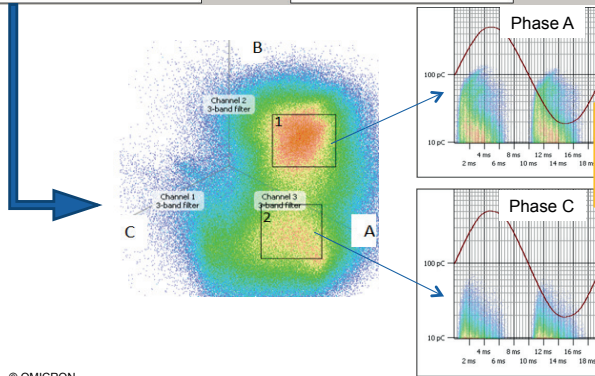 B
Channel 2
3-band filter
1
Channel 1
3-band filter
Channel 3
3-band filter
2
C
A
Phase A
100 pC
10 pC
2 ms 4 ms 6 ms 8 ms 10 ms 12 ms 14 ms 16 ms 18 m
Phase C
100 pC
10 pC
2 ms 4 ms 6 ms 8 ms 10 ms 12 ms 14 ms 16 ms 18 m
© OMICRON